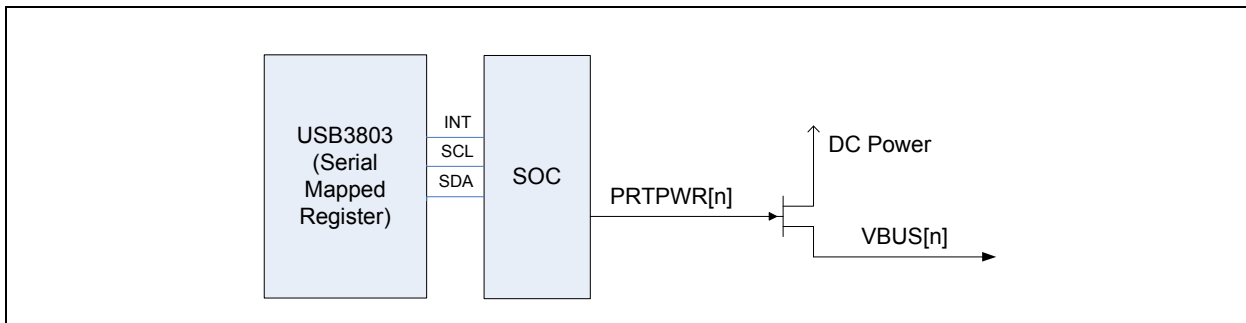 USB3803
(Serial
Mapped
Register)
INT
SCL
SDA
SOC
PRTPWR[n]
DC Power
VBUS[n]